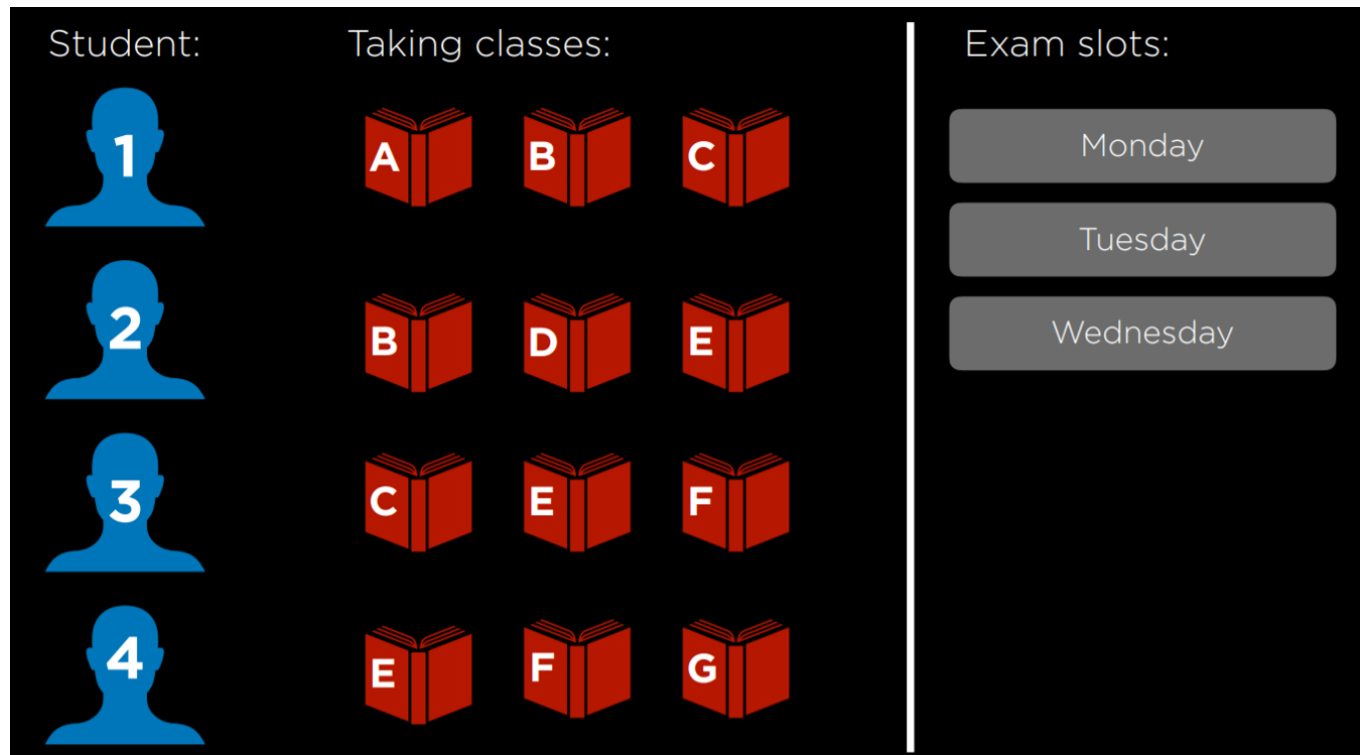 Student: Taking classes: Exam slots:
1 A B C Monday
Tuesday
2 B D E Wednesday
3 C E F
4 E F G